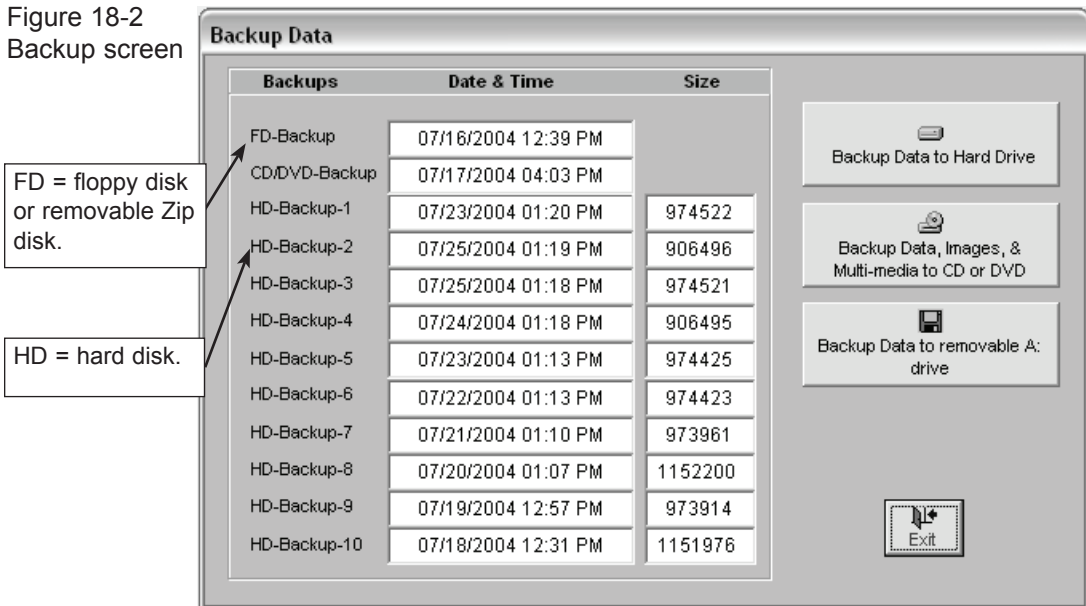 Figure 18-2
Backup screen
Backup Data
Backups Date & Time Size
FD-Backup 07/16/2004 12:39 PM
CD/DVD-Backup 07/17/2004 04:03 PM
HD-Backup-1 07/23/2004 01:20 PM 974522
HD-Backup-2 07/25/2004 01:19 PM 906496
HD-Backup-3 07/25/2004 01:18 PM 974521
HD-Backup-4 07/24/2004 01:18 PM 906495
HD-Backup-5 07/23/2004 01:13 PM 974425
HD-Backup-6 07/22/2004 01:13 PM 974423
HD-Backup-7 07/21/2004 01:10 PM 973961
HD-Backup-8 07/20/2004 01:07 PM 1152200
HD-Backup-9 07/19/2004 12:57 PM 973914
HD-Backup-10 07/18/2004 12:31 PM 1151976
FD = floppy disk
or removable Zip
disk.
HD = hard disk.
Backup Data to Hard Drive
Backup Data, Images, &
Multi-media to CD or DVD
Backup Data to removable A:
drive
Exit